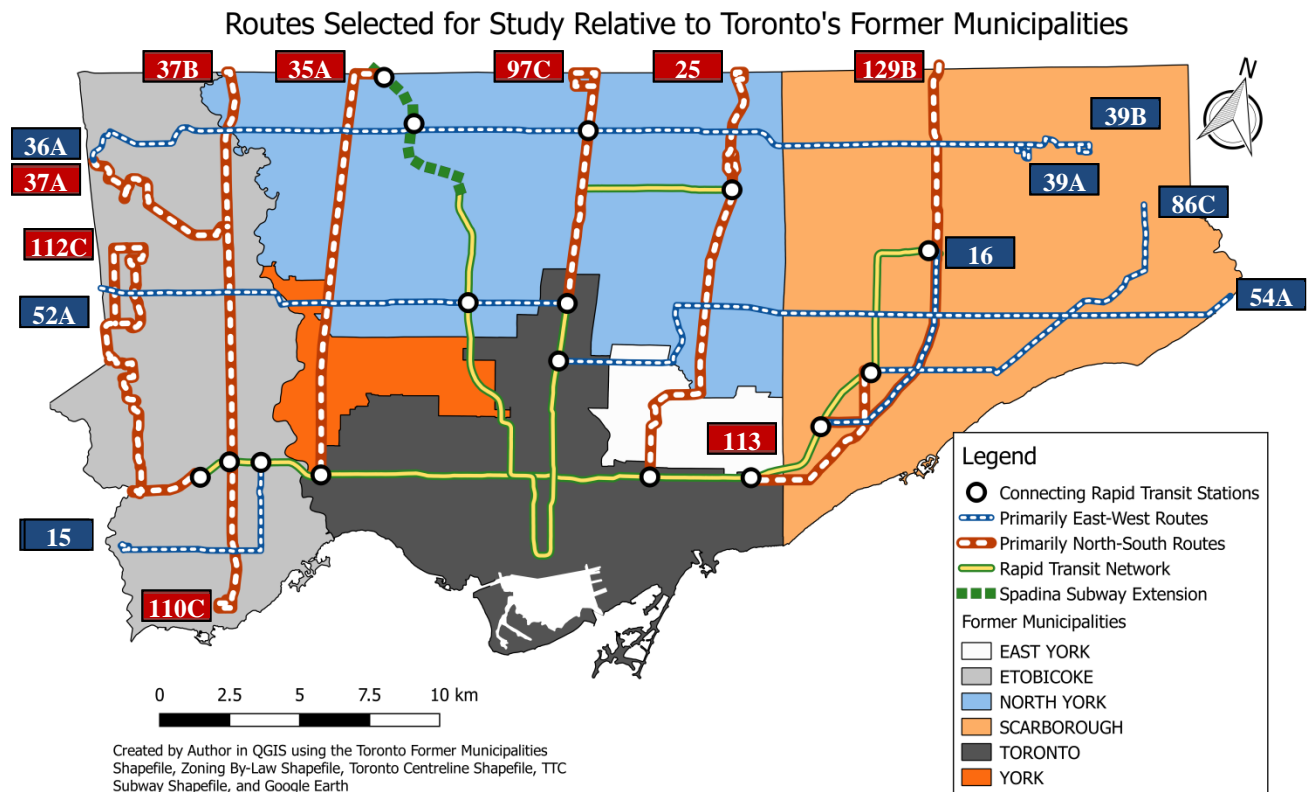 Routes Selected for Study Relative to Toronto's Former Municipalities
37B
35A
97C
25
129B
N
39B
36A
37A
39A
86C
112C
16
52A
54A
113
15
110C
Legend
Connecting Rapid Transit Stations
Primarily East-West Routes
Primarily North-South Routes
Rapid Transit Network
Spadina Subway Extension
Former Municipalities
EAST YORK
ETOBICOKE
NORTH YORK
SCARBOROUGH
TORONTO
YORK
0 2.5 5 7.5 10 km
Created by Author in QGIS using the Toronto Former Municipalities
Shapefile, Zoning By-Law Shapefile, Toronto Centreline Shapefile, TTC
Subway Shapefile, and Google Earth